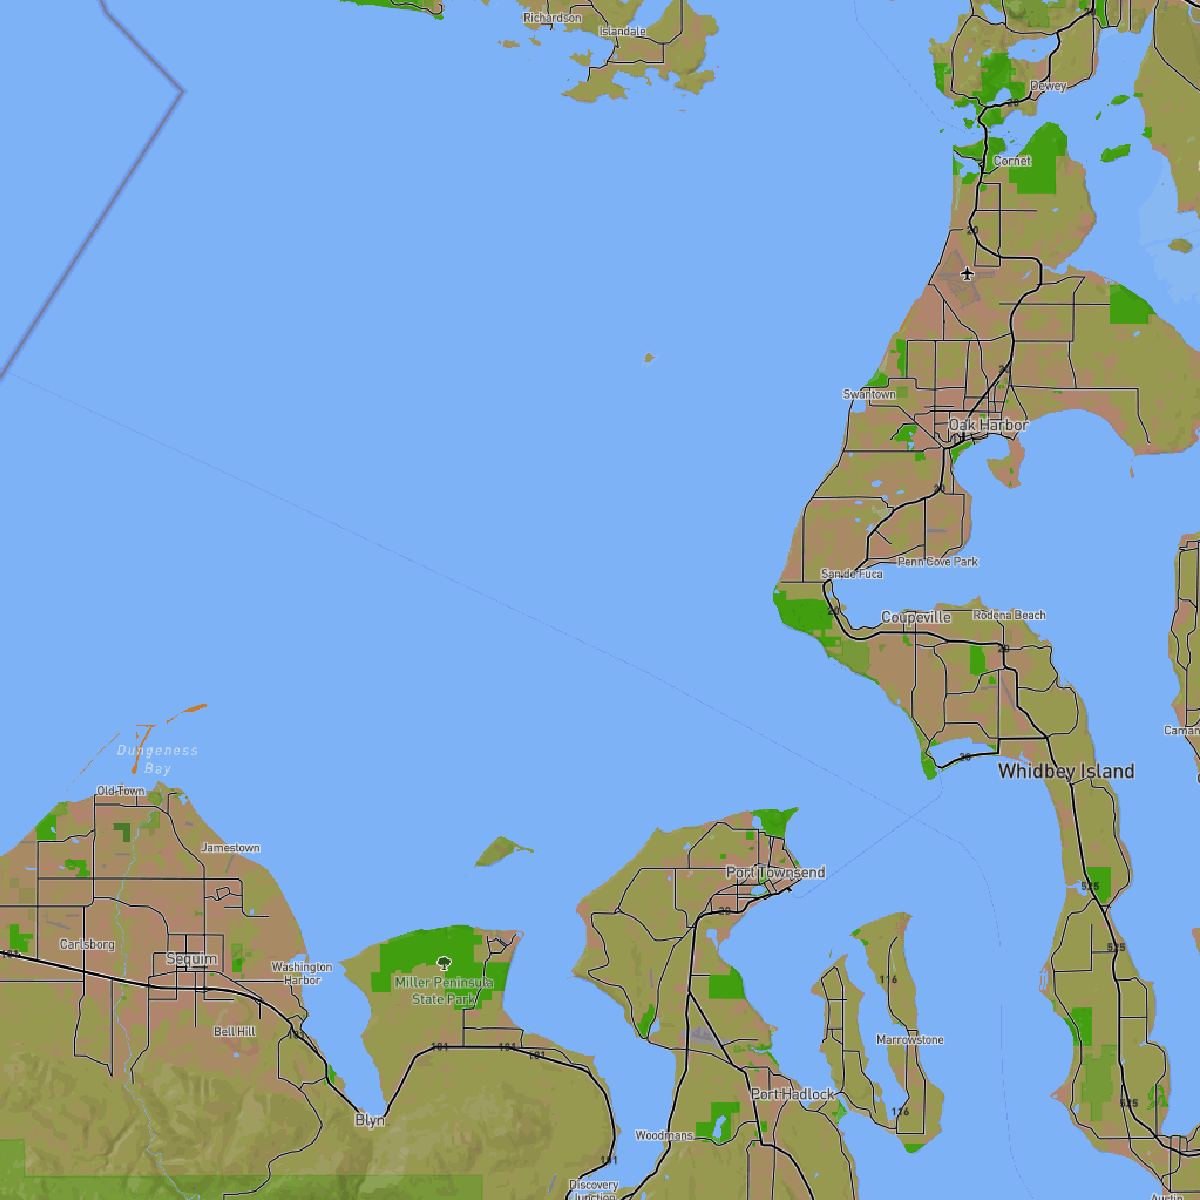 Richardson
Islandale
20
Dewey
20
Cornet
20
20
Swantown
Oak Harbor
20
Penn Cove Park
San de Fuca
20
Coupeville
Rodena Beach
20
Dungeness
Bay
20
Whidbey Island
Old Town
Jamestown
Port Townsend
525
20
Carlsborg
Sequim
101
525
Washington
Harbor
Miller Peninsula
State Park
116
Bell Hill
101
101
101
101
Marrowstone
Port Hadlock
525
116
Blyn
Woodmans
101
Discovery
Junction